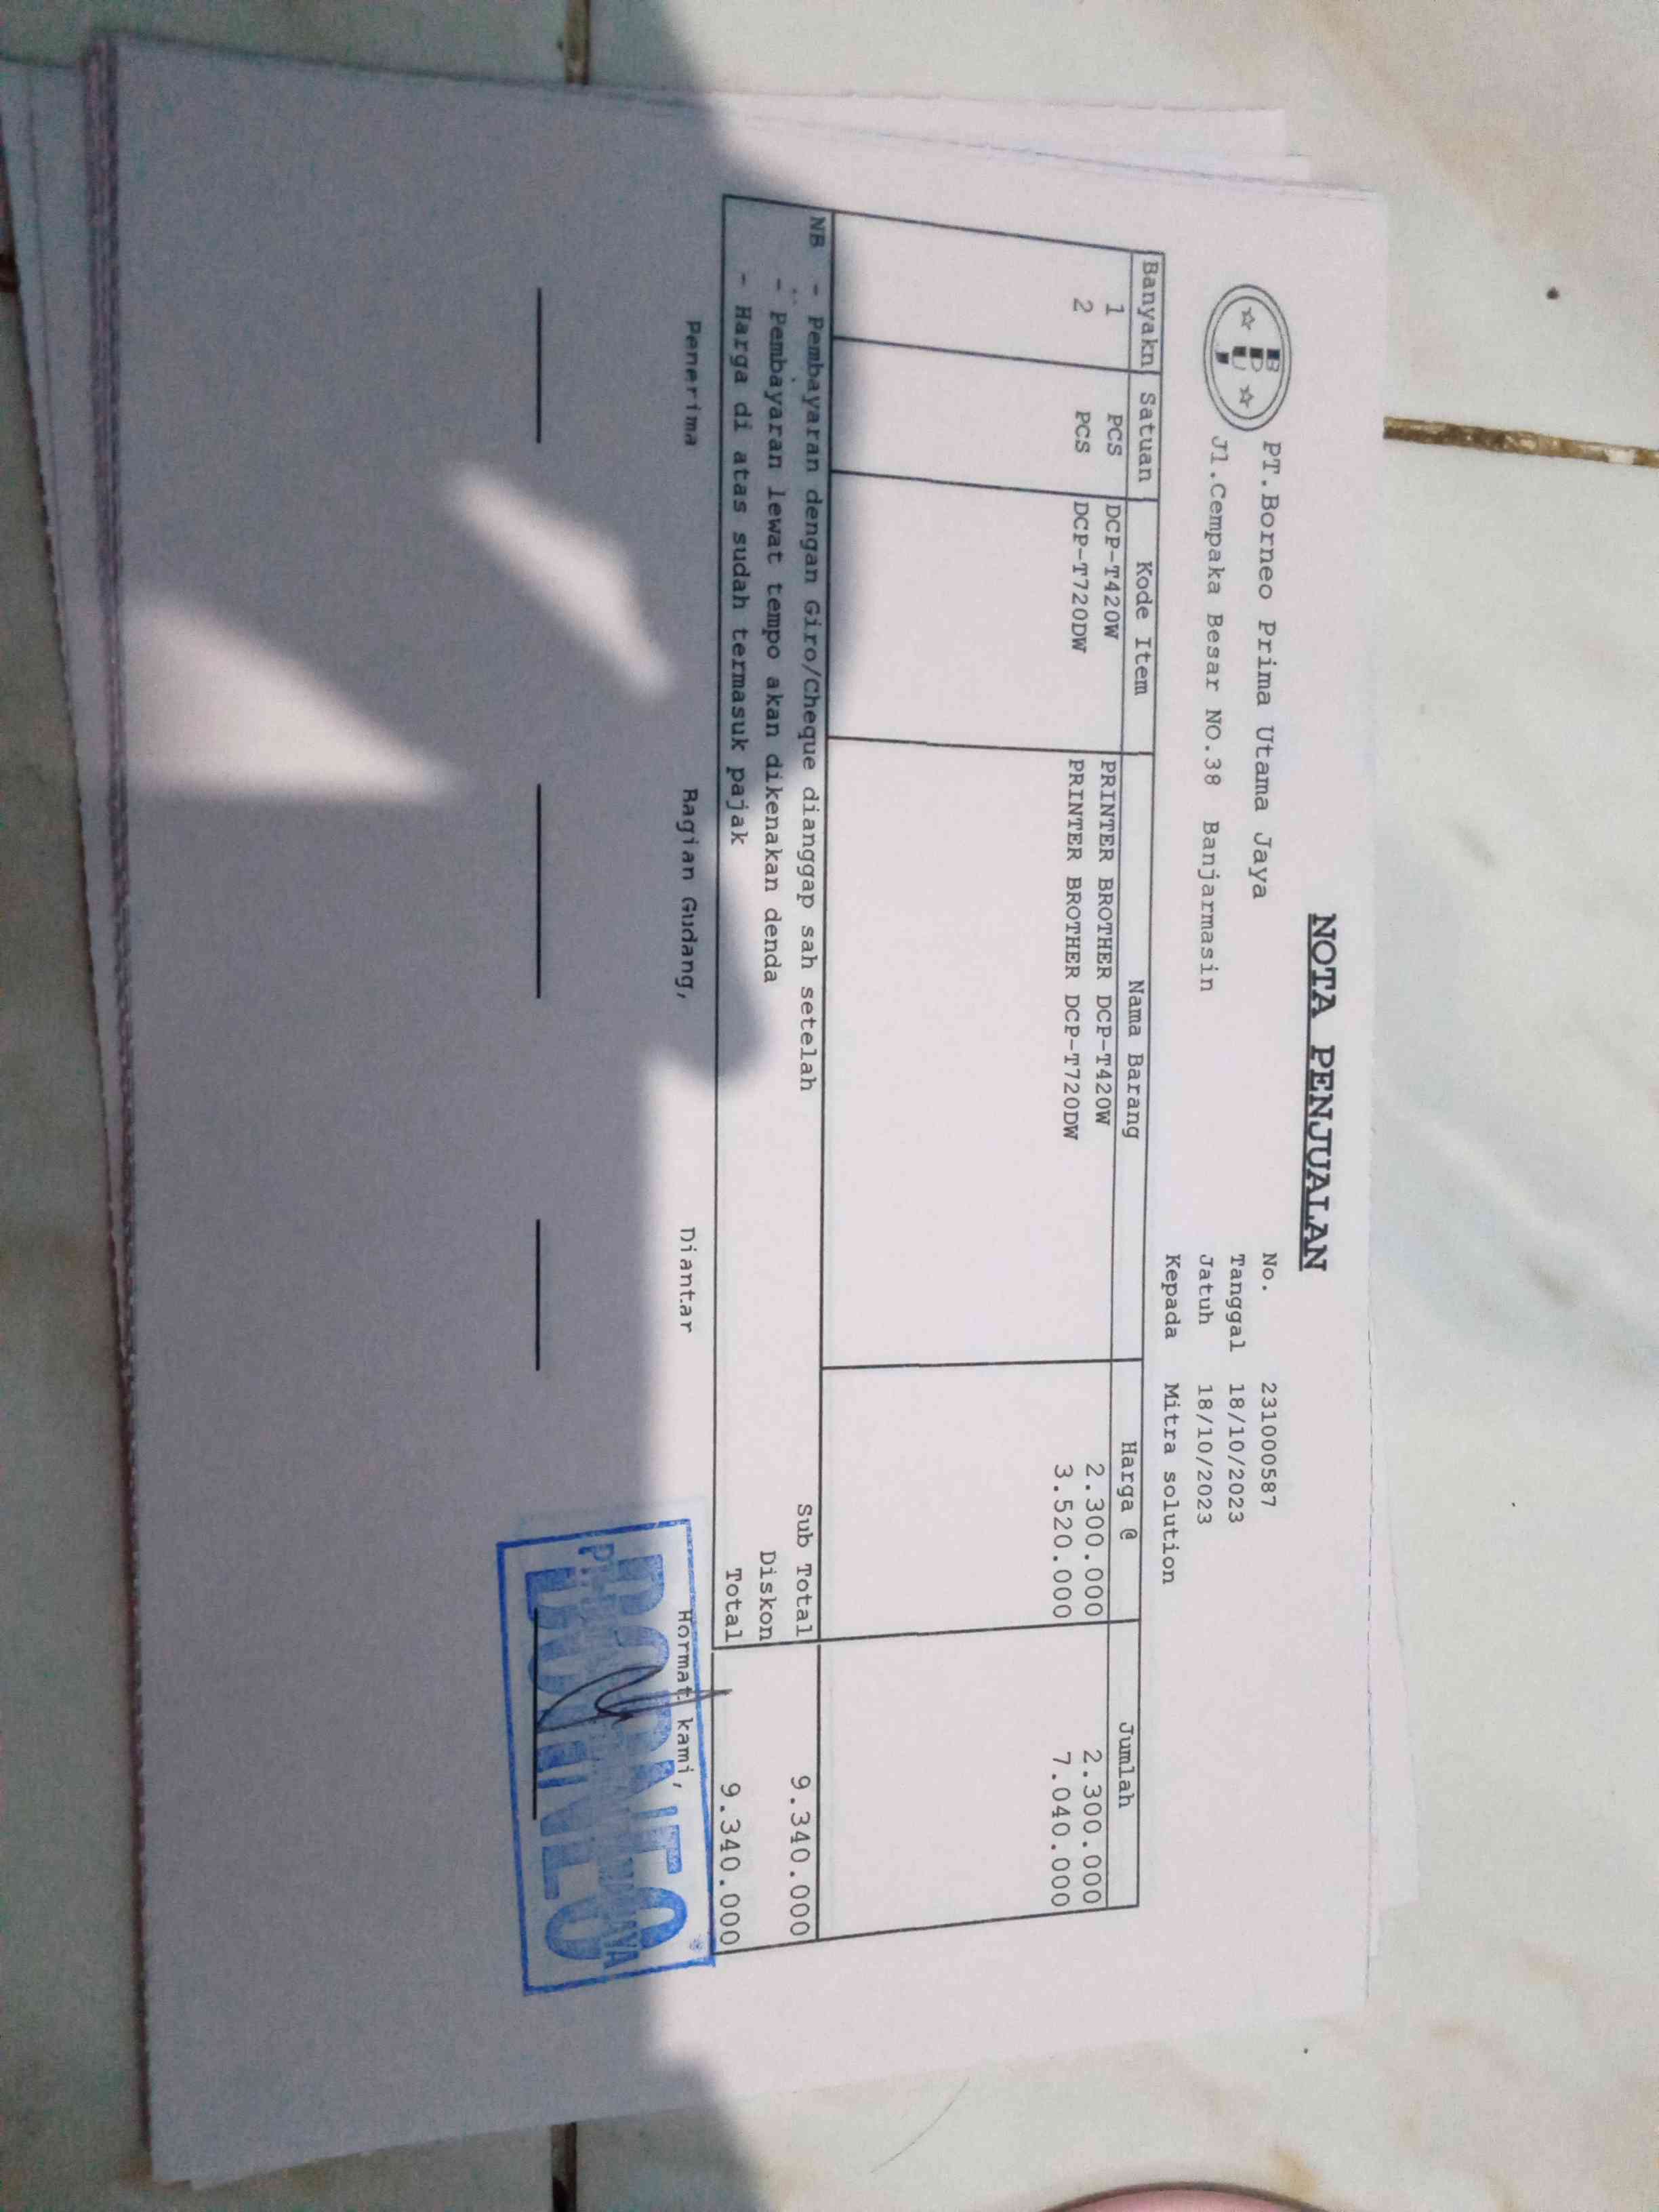 NOTA PENJUALAN
BPUJ
PT.Borneo Prima Utama Jaya
Jl.Cempaka Besar NO.38 Banjarmasin
No. 231000587
Tanggal 18/10/2023
Jatuh 18/10/2023
Kepada Mitra solution
Banyakn Satuan Kode Item Nama Barang Harga @ Jumlah
1 PCS DCP-T420W PRINTER BROTHER DCP-T420W 2.300.000 2.300.000
2 PCS DCP-T720DW PRINTER BROTHER DCP-T720DW 3.520.000 7.040.000
NB - Pembayaran dengan Giro/Cheque dianggap sah setelah Sub Total 9.340.000
- Pembayaran lewat tempo akan dikenakan denda Diskon
- Harga di atas sudah termasuk pajak Total 9.340.000
Penerima Bagian Gudang, Diantar Hormat kami,
BORNEO